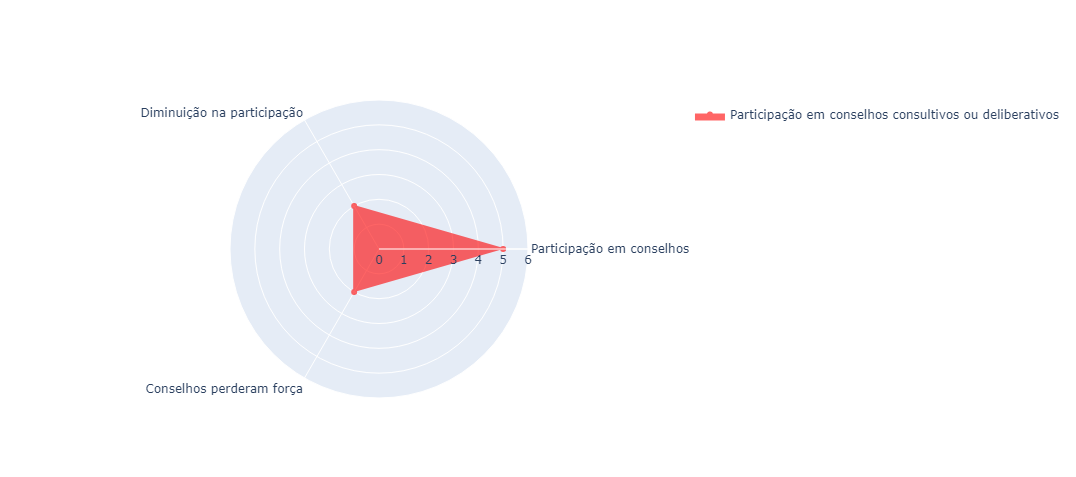 Diminuição na participação
Participação em conselhos consultivos ou deliberativos
Participação em conselhos
0 1 2 3 4 5 6
Conselhos perderam força